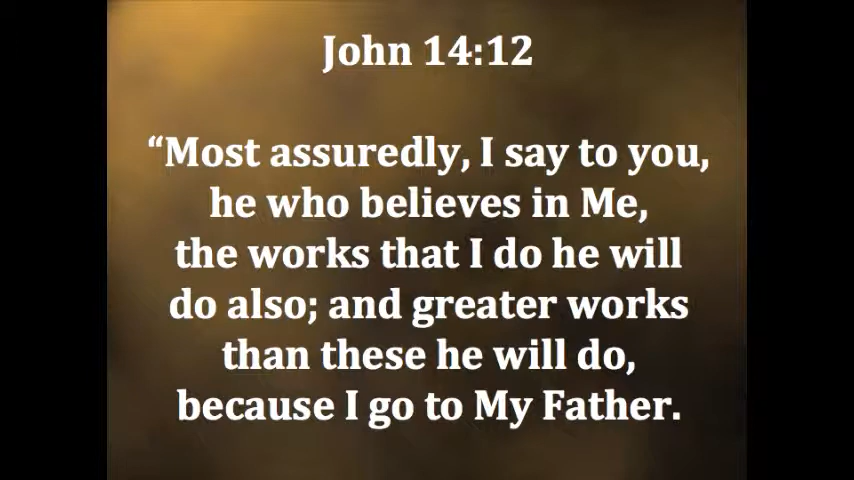 John 14:12
“Most assuredly, I say to you,
he who believes in Me,
the works that I do he will
do also; and greater works
than these he will do,
because I go to My Father.